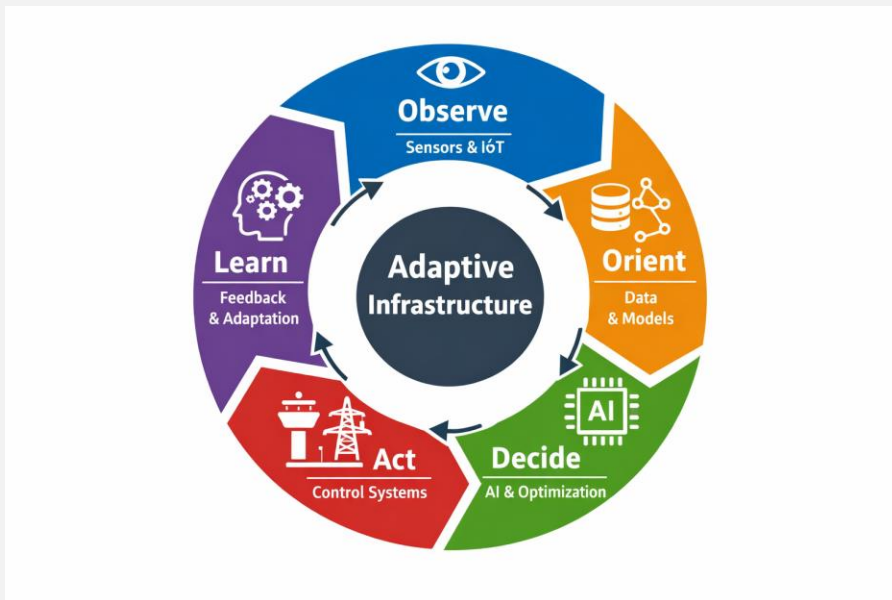 Observe
Sensors & IóT
Orient
Data
& Models
AI
Decide
AI & Optimization
Act
Control Systems
Learn
Feedback
& Adaptation
Adaptive
Infrastructure